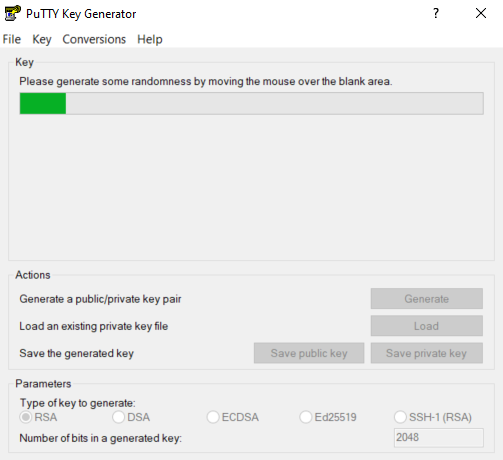 PuTTY Key Generator
? X
File Key Conversions Help
Key
Please generate some randomness by moving the mouse over the blank area.
Actions
Generate a public/private key pair
Generate
Load an existing private key file
Load
Save the generated key
Save public key
Save private key
Parameters
Type of key to generate:
RSA DSA ECDSA Ed25519 SSH-1 (RSA)
Number of bits in a generated key:
2048